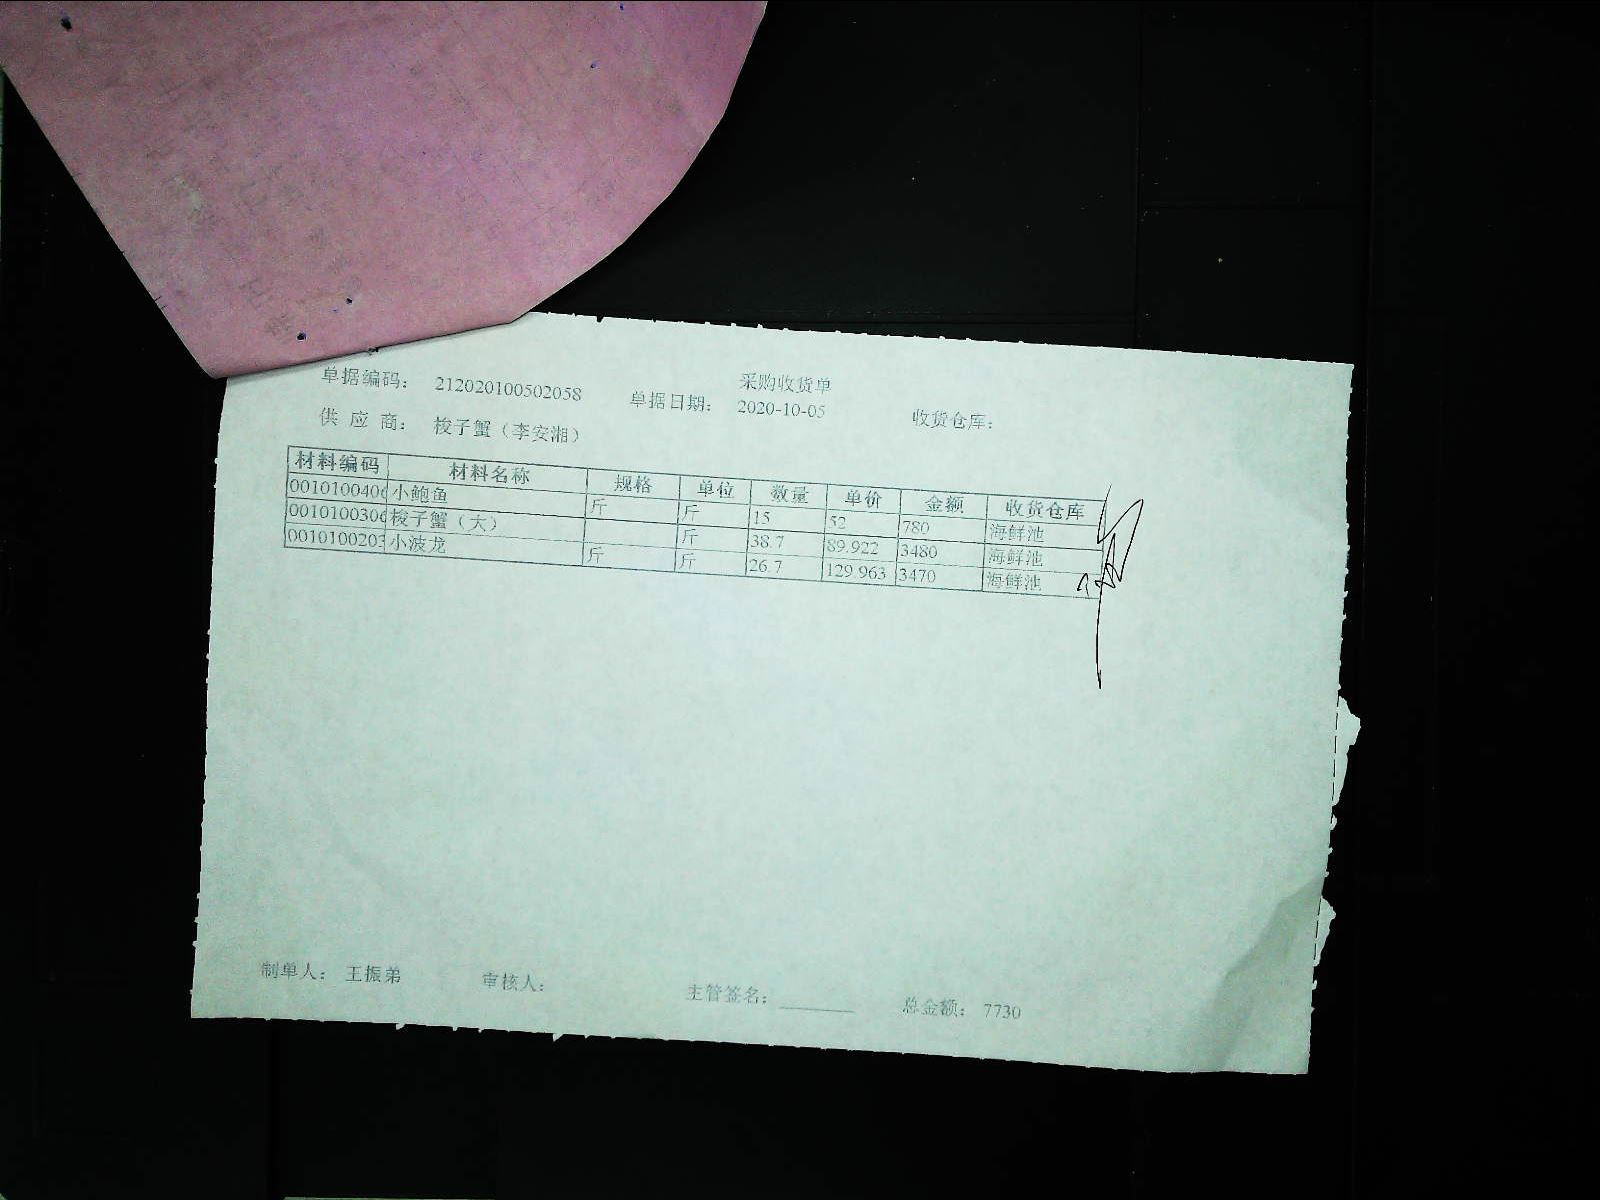 采购收货单
单据编码： 212020100502058 单据日期： 2020-10-05 收货仓库：
供 应 商： 梭子蟹（李安湘）
材料编码 材料名称 规格 单位 数量 单价 金额 收货仓库
001010040 小鲍鱼 斤 斤 15 52 780 海鲜池
001010030 梭子蟹（大） 斤 38.7 89.922 3480 海鲜池
001010020 小波龙 斤 斤 26.7 129.963 3470 海鲜池
制单人： 王振弟 审核人： 主管签名： 总金额： 7730